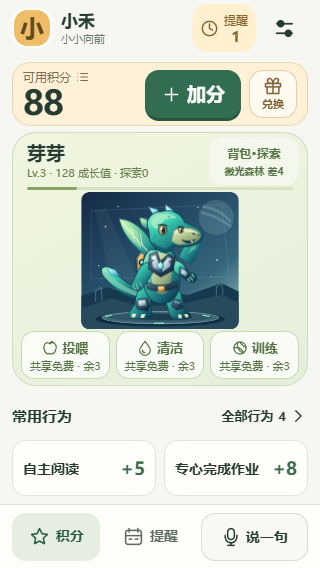 小
小禾
小小向前
提醒
1
可用积分
88
+ 加分
兑换
芽芽
Lv.3 · 128 成长值 · 探索0
背包·探索
微光森林 差4
投喂
共享免费 · 余3
清洁
共享免费 · 余3
训练
共享免费 · 余3
常用行为
全部行为 4
自主阅读 +5
专心完成作业 +8
积分
提醒
说一句